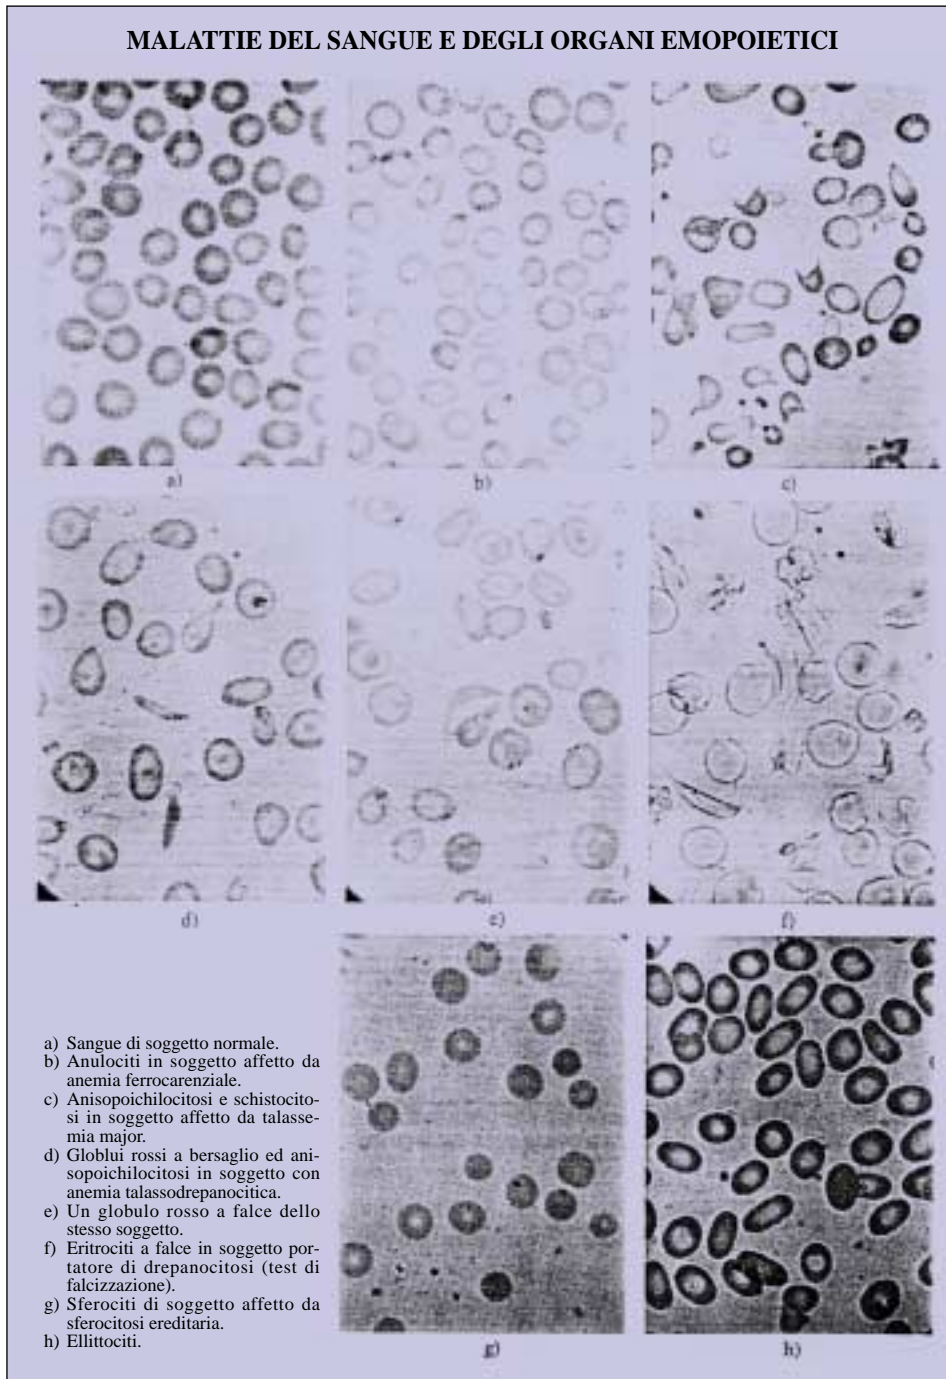 MALATTIE DEL SANGUE E DEGLI ORGANI EMOPOIETICI
a)
b)
c)
d)
e)
f)
a) Sangue di soggetto normale.
b) Anulociti in soggetto affetto da
anemia ferrocarenziale.
c) Anisopoichilocitosi e schistocito-
si in soggetto affetto da talasse-
mia major.
d) Globlui rossi a bersaglio ed ani-
sopoichilocitosi in soggetto con
anemia talassodrepanocitica.
e) Un globulo rosso a falce dello
stesso soggetto.
f) Eritrociti a falce in soggetto por-
tatore di drepanocitosi (test di
falcizzazione).
g) Sferociti di soggetto affetto da
sferocitosi ereditaria.
h) Ellittociti.
g)
h)